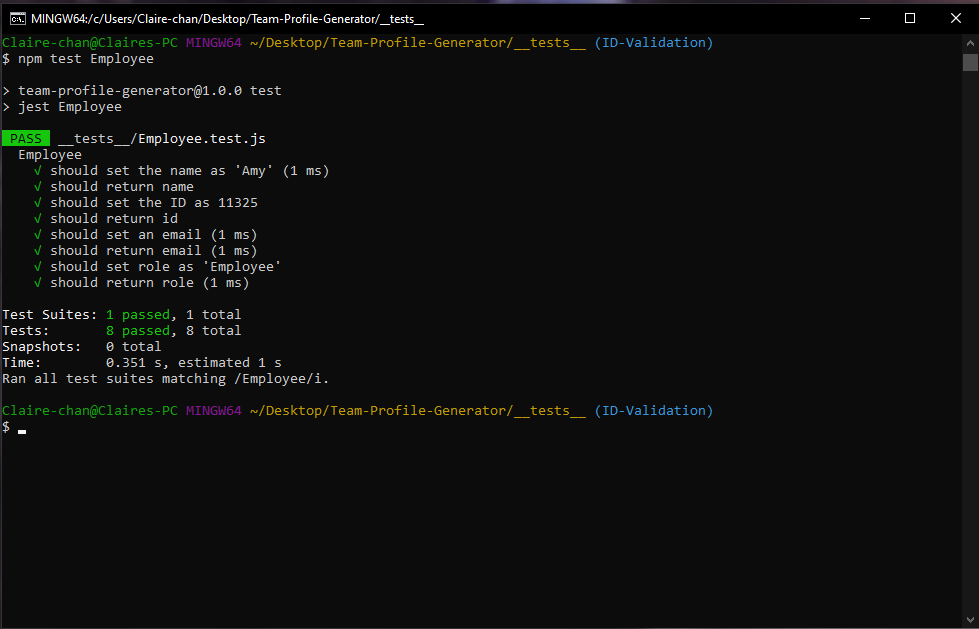 MINGW64:/c/Users/Claire-chan/Desktop/Team-Profile-Generator/__tests__
Claire-chan@Claires-PC MINGW64 ~/Desktop/Team-Profile-Generator/__tests__ (ID-Validation)
$ npm test Employee
> team-profile-generator@1.0.0 test
> jest Employee
PASS __tests__/Employee.test.js
Employee
√ should set the name as 'Amy' (1 ms)
√ should return name
√ should set the ID as 11325
√ should return id
√ should set an email (1 ms)
√ should return email (1 ms)
√ should set role as 'Employee'
√ should return role (1 ms)
Test Suites: 1 passed, 1 total
Tests: 8 passed, 8 total
Snapshots: 0 total
Time: 0.351 s, estimated 1 s
Ran all test suites matching /Employee/i.
Claire-chan@Claires-PC MINGW64 ~/Desktop/Team-Profile-Generator/__tests__ (ID-Validation)
$